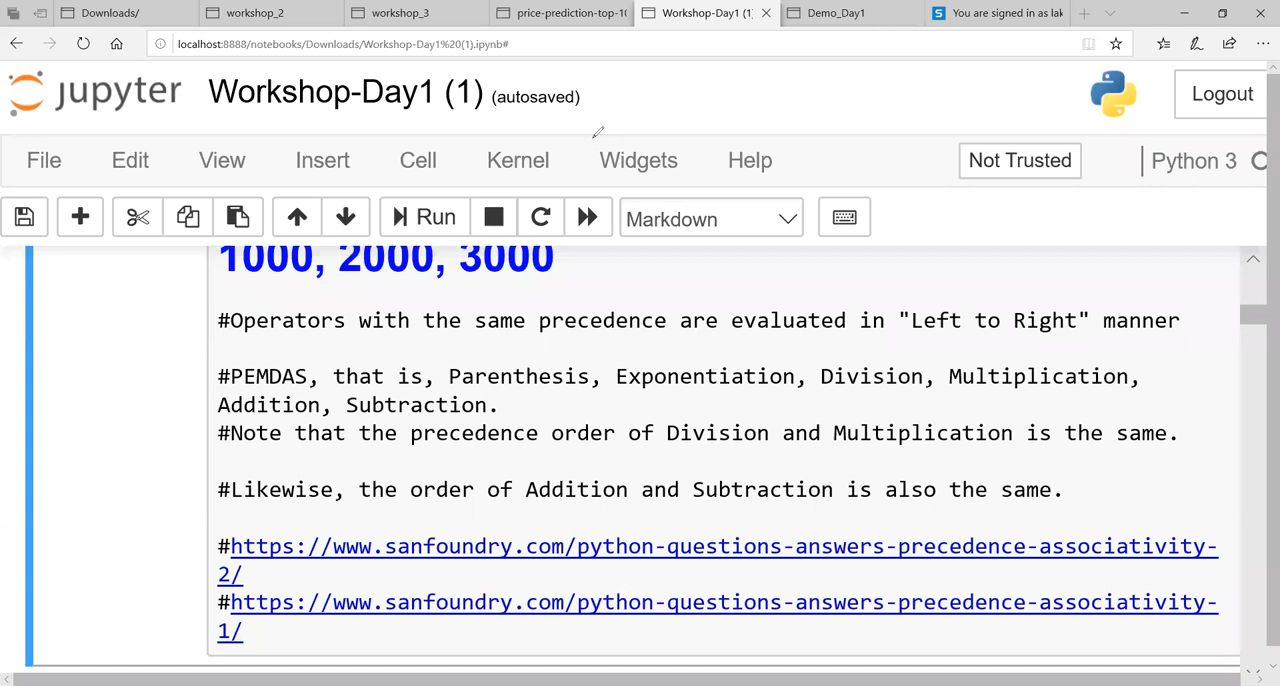 Downloads/
workshop_2
workshop_3
price-prediction-top-10
Workshop-Day1 (1)
Demo_Day1
S You are signed in as lak
localhost:8888/notebooks/Downloads/Workshop-Day1%20(1).ipynb#
jupyter Workshop-Day1 (1) (autosaved)
Logout
File Edit View Insert Cell Kernel Widgets Help
Not Trusted
Python 3
Run
Markdown
1000, 2000, 3000
#Operators with the same precedence are evaluated in "Left to Right" manner
#PEMDAS, that is, Parenthesis, Exponentiation, Division, Multiplication,
Addition, Subtraction.
#Note that the precedence order of Division and Multiplication is the same.
#Likewise, the order of Addition and Subtraction is also the same.
#https://www.sanfoundry.com/python-questions-answers-precedence-associativity-
2/
#https://www.sanfoundry.com/python-questions-answers-precedence-associativity-
1/